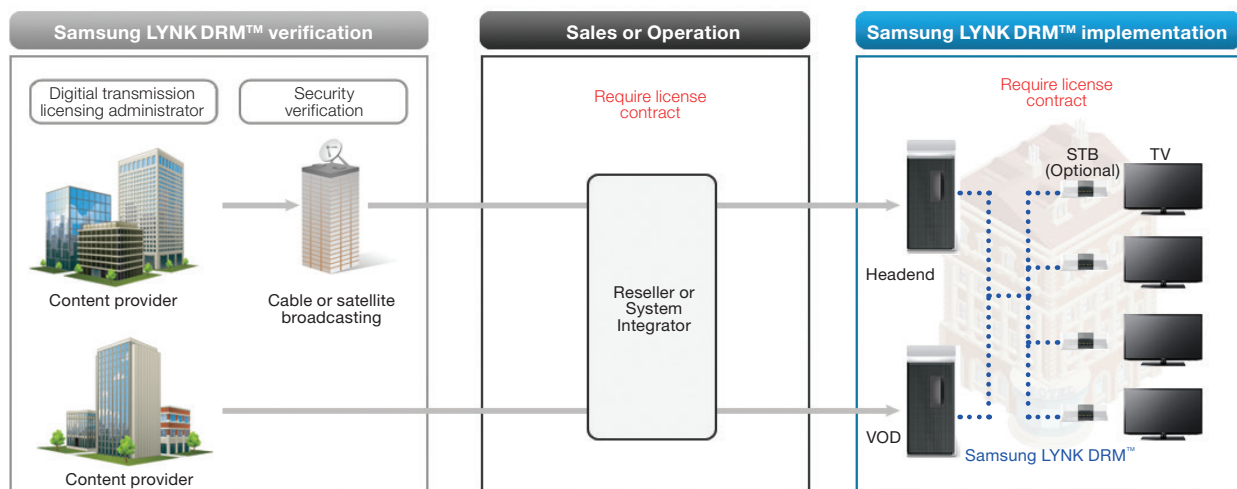 Samsung LYNK DRM™ verification
Digitial transmission
licensing administrator
Security
verification
Content provider
Cable or satellite
broadcasting
Content provider
Sales or Operation
Require license
contract
Reseller or
System
Integrator
Samsung LYNK DRM™ implementation
Require license
contract
STB
(Optional)
TV
Headend
VOD
Samsung LYNK DRM™